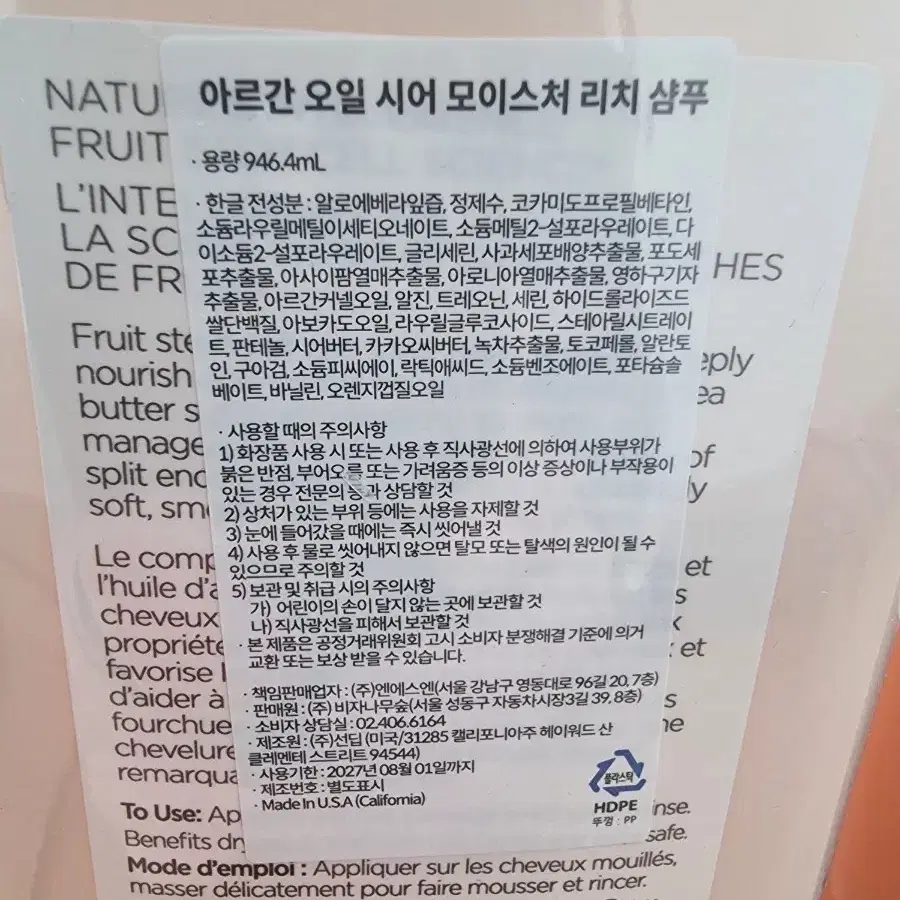 아르간 오일 시어 모이스처 리치 샴푸
· 용량 946.4mL
· 한글 전성분 : 알로에베라잎즙, 정제수, 코카미도프로필베타인,
소듐라우릴메틸이세티오네이트, 소듐메틸2-설포라우레이트, 다
이소듐2-설포라우레이트, 글리세린, 사과세포배양추출물, 포도세
포추출물, 아사이팜열매추출물, 아로니아열매추출물, 영하구기자
추출물, 아르간커넬오일, 알진, 트레오닌, 세린, 하이드롤라이즈드
쌀단백질, 아보카도오일, 라우릴글루코사이드, 스테아릴시트레이
트, 판테놀, 시어버터, 카카오씨버터, 녹차추출물, 토코페롤, 알란토
인, 구아검, 소듐피씨에이, 락틱애씨드, 소듐벤조에이트, 포타슘솔
베이트, 바닐린, 오렌지껍질오일
· 사용할 때의 주의사항
1) 화장품 사용 시 또는 사용 후 직사광선에 의하여 사용부위가
붉은 반점, 부어오름 또는 가려움증 등의 이상 증상이나 부작용이
있는 경우 전문의 등과 상담할 것
2) 상처가 있는 부위 등에는 사용을 자제할 것
3) 눈에 들어갔을 때에는 즉시 씻어낼 것
4) 사용 후 물로 씻어내지 않으면 탈모 또는 탈색의 원인이 될 수
있으므로 주의할 것
5) 보관 및 취급 시의 주의사항
가) 어린이의 손이 닿지 않는 곳에 보관할 것
나) 직사광선을 피해서 보관할 것
· 본 제품은 공정거래위원회 고시 소비자 분쟁해결 기준에 의거
교환 또는 보상 받을 수 있습니다.
· 책임판매업자 : (주)엔에스엔(서울 강남구 영동대로 96길 20, 7층)
· 판매원 : (주) 비자나무숲(서울 성동구 자동차시장3길 39, 8층)
· 소비자 상담실 : 02.406.6164
· 제조원 : (주)선딥 (미국/31285 캘리포니아주 헤이워드 산
클레멘테 스트리트 94544)
· 사용기한 : 2027년 08월 01일까지
· 제조번호 : 별도표시
· Made In U.S.A (California)
플라스틱
HDPE
뚜껑 : PP
NATU
FRUIT
L'INTE
LA SC
DE FR
HES
Fruit ste
nourish
eply
butter s
ea
manage
of
split end
ly
soft, sm
Le comp
et
l'huile d'a
s
cheveux
x
propriété
et
favorise l
d'aider à
s
fourchue
ne
chevelure
remarqua
To Use: Ap
inse.
Benefits dry
safe.
Mode d'emploi : Appliquer sur les cheveux mouillés,
masser délicatement pour faire mousser et rincer.